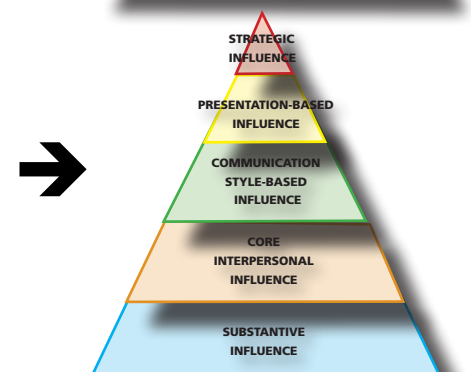 STRATEGIC
INFLUENCE
PRESENTATION-BASED
INFLUENCE
COMMUNICATION
STYLE-BASED
INFLUENCE
CORE
INTERPERSONAL
INFLUENCE
SUBSTANTIVE
INFLUENCE